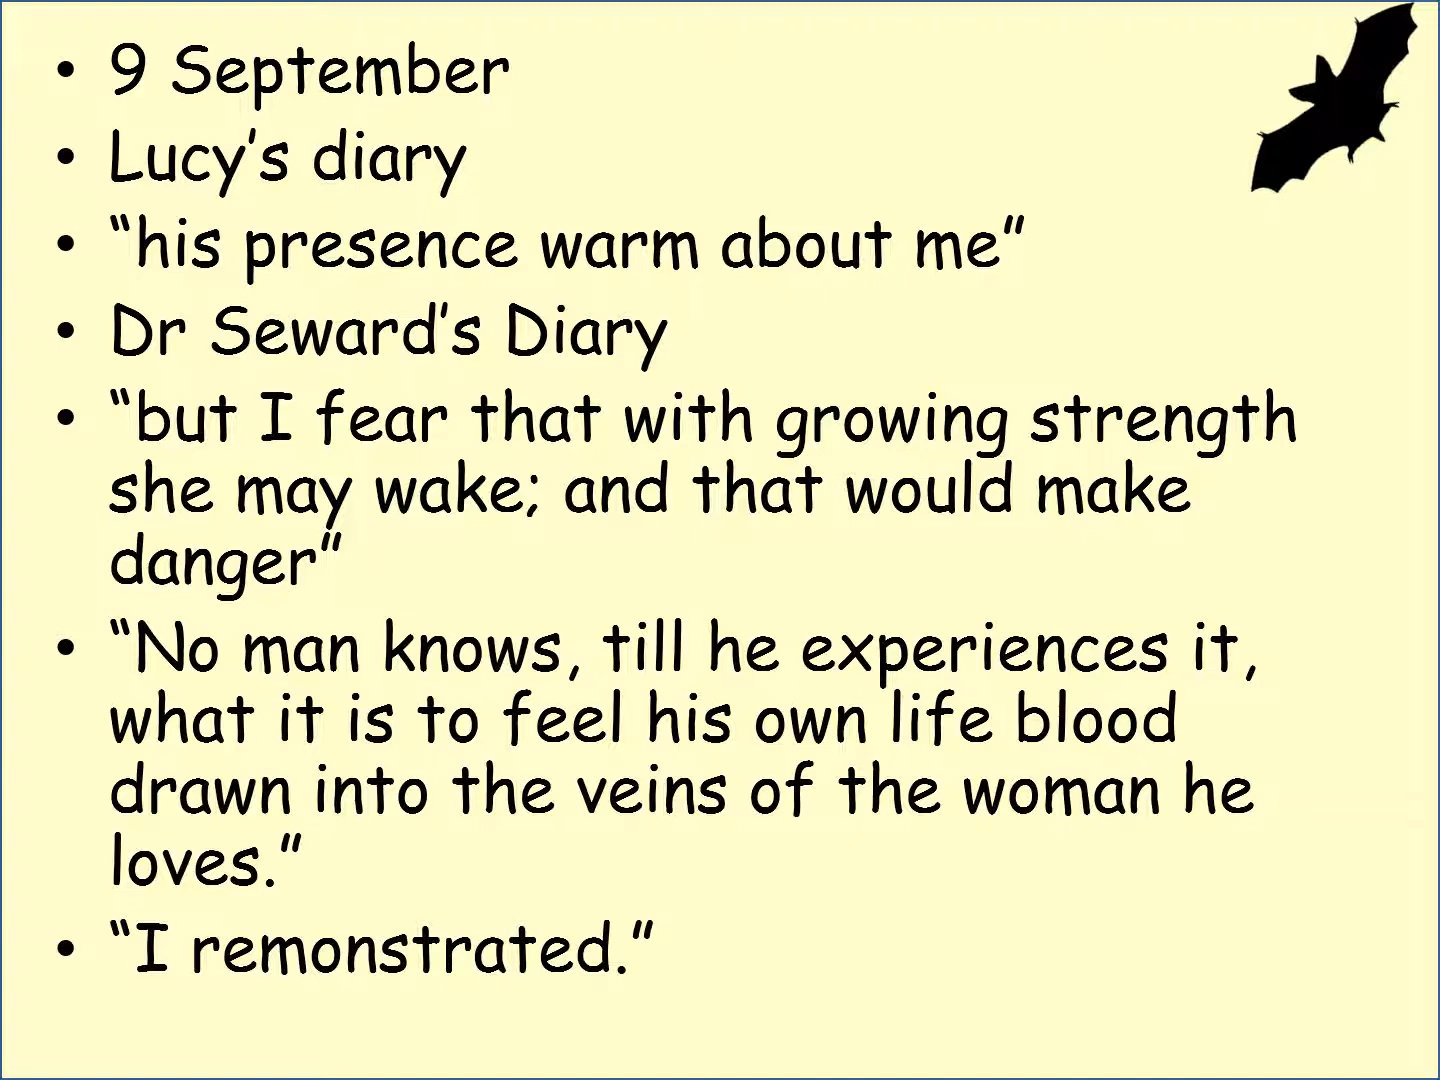 • 9 September
• Lucy’s diary
• “his presence warm about me”
• Dr Seward’s Diary
• “but I fear that with growing strength
she may wake; and that would make
danger”
• “No man knows, till he experiences it,
what it is to feel his own life blood
drawn into the veins of the woman he
loves.”
• “I remonstrated.”